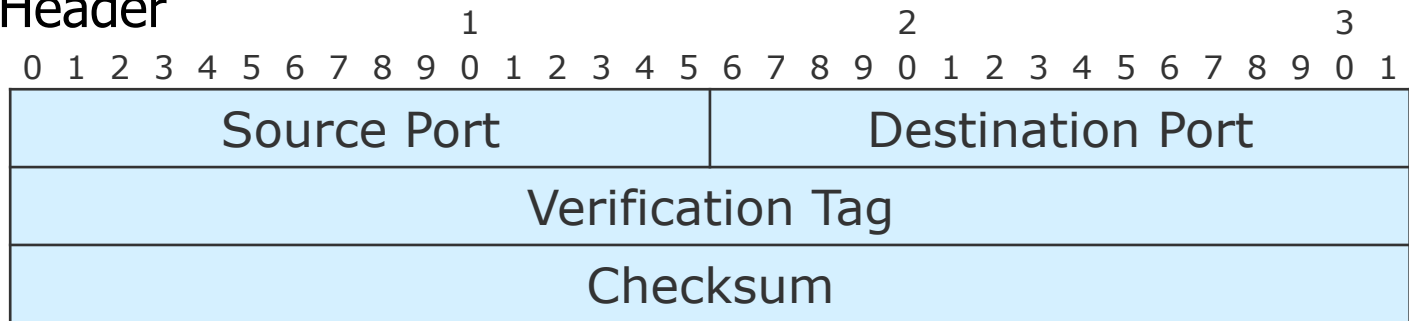 Header
1 2 3
0 1 2 3 4 5 6 7 8 9 0 1 2 3 4 5 6 7 8 9 0 1 2 3 4 5 6 7 8 9 0 1
Source Port Destination Port
Verification Tag
Checksum